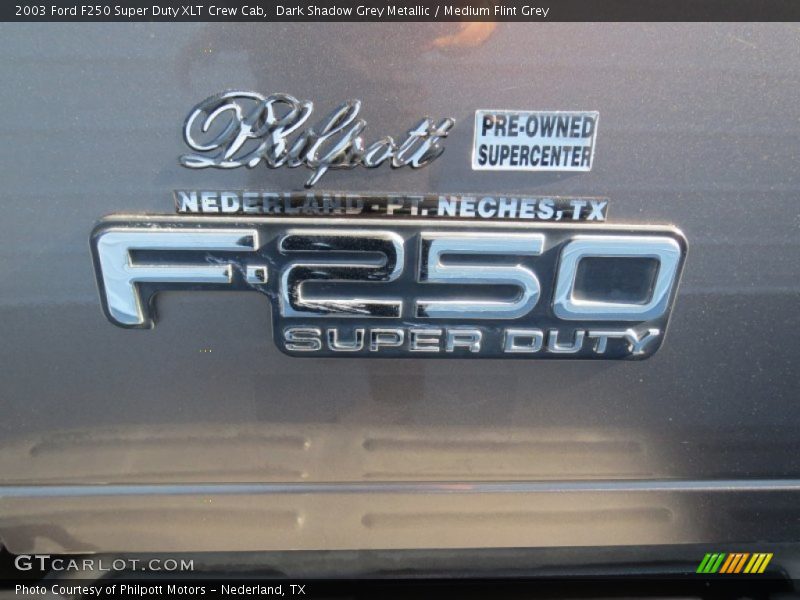 2003 Ford F250 Super Duty XLT Crew Cab,  Dark Shadow Grey Metallic / Medium Flint Grey
Philpott
PRE-OWNED
SUPERCENTER
NEDERLAND - PT. NECHES, TX
F-250
SUPER DUTY
GTCARLOT.COM
Photo Courtesy of Philpott Motors – Nederland, TX